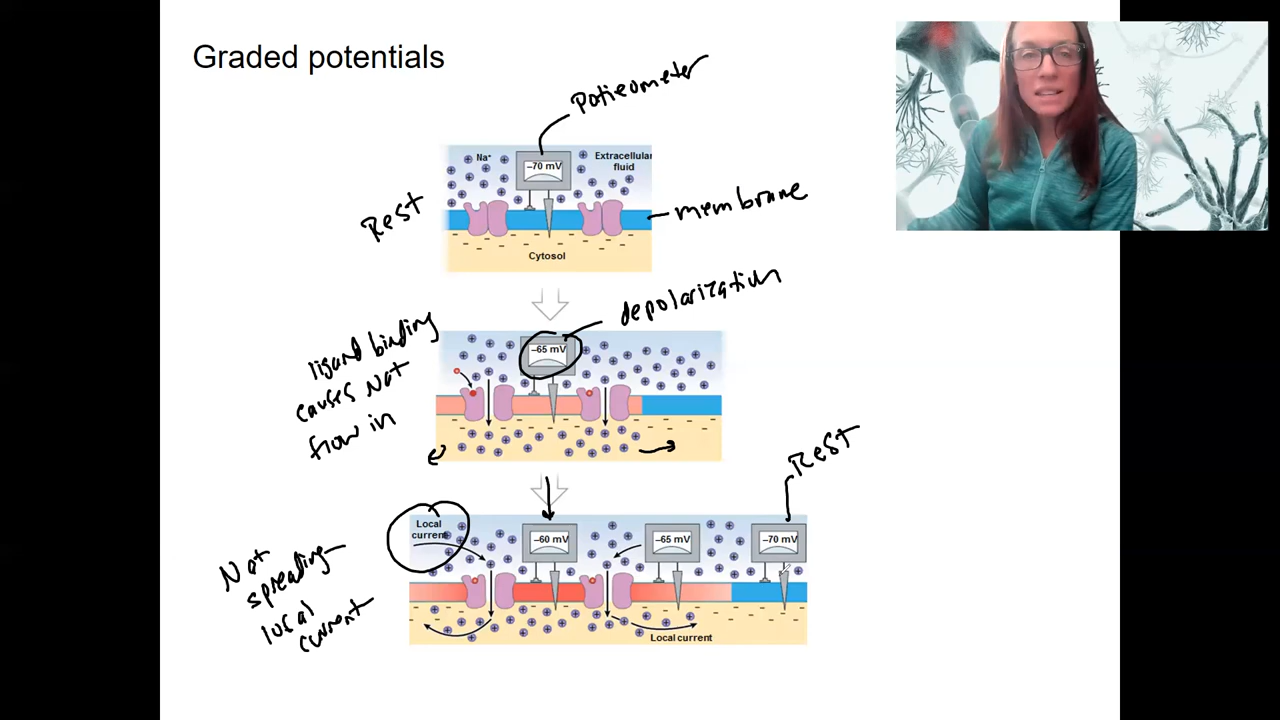 Graded potentials
Potieometer
Na+
–70 mV
Extracellular
fluid
Rest
membrane
Cytosol
depolarization
ligand binding
causes Na+
flow in
–65 mV
Rest
Local
current
–60 mV
–65 mV
–70 mV
Na+
spreading-
local
current
Local current